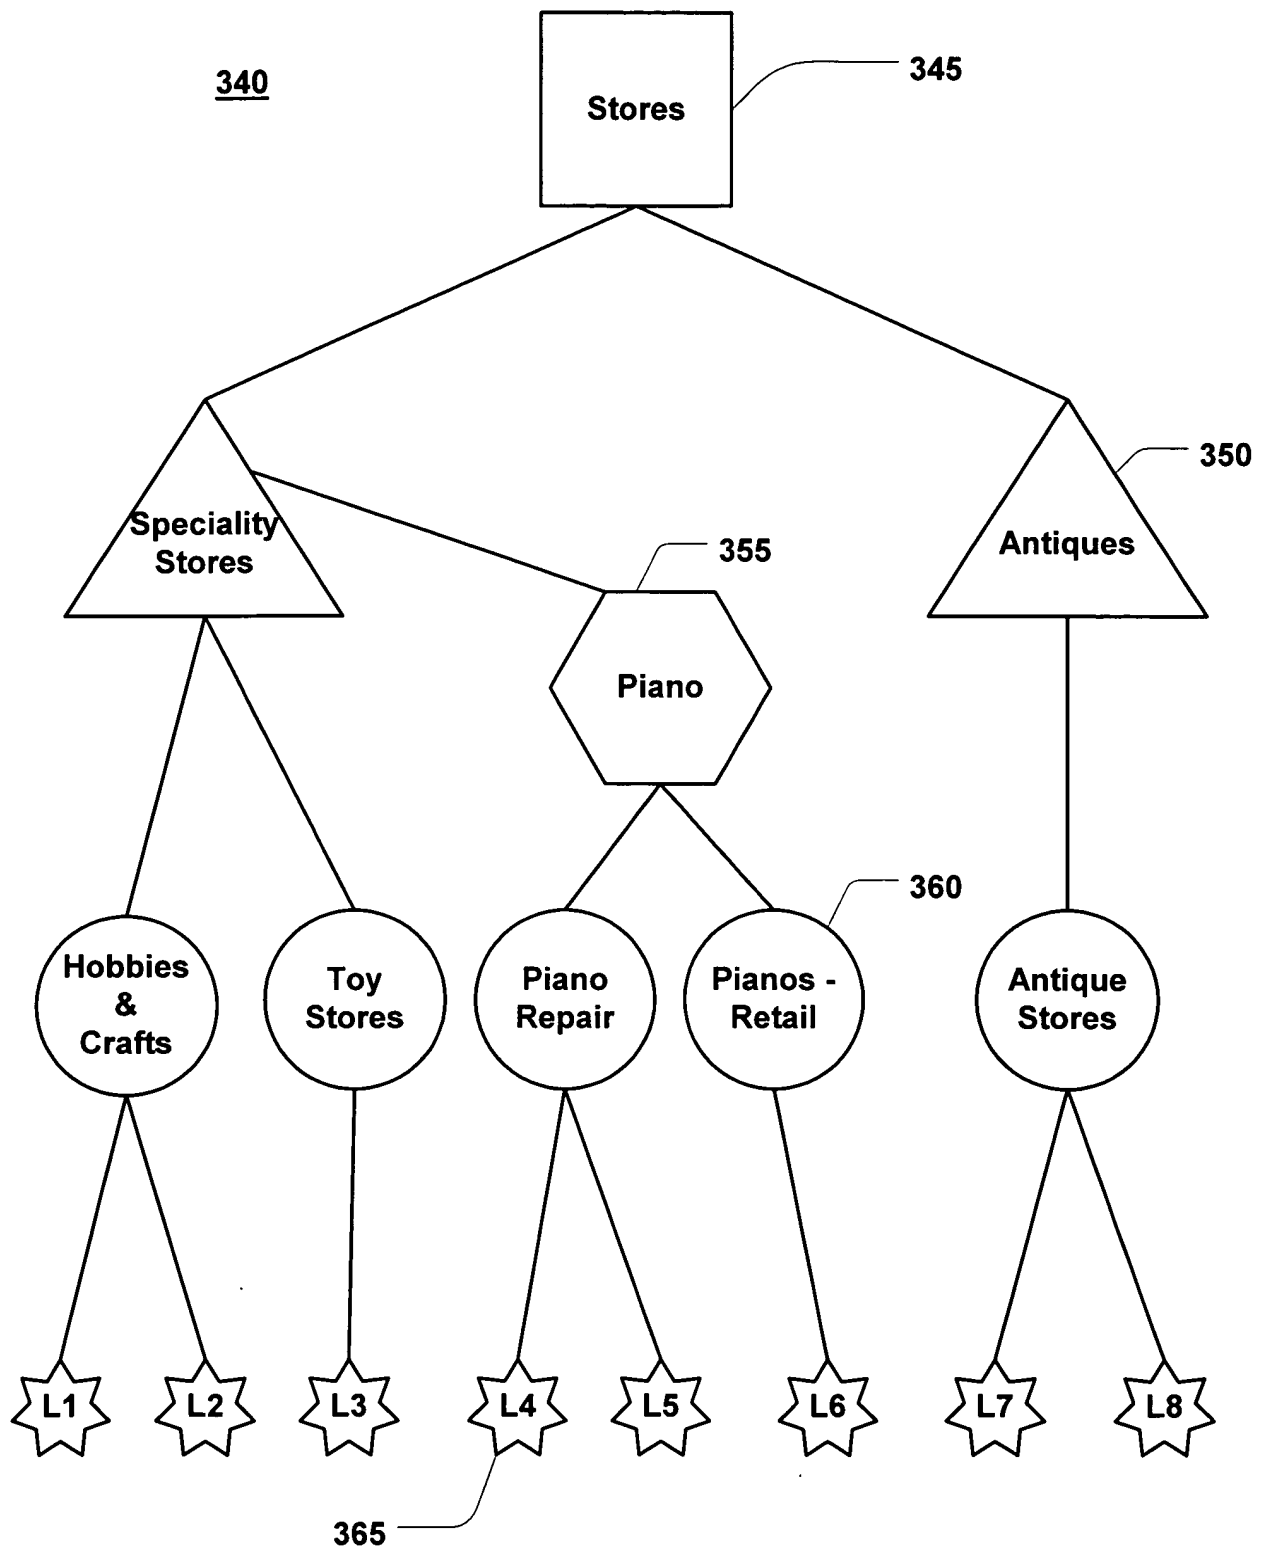 340
Stores
345
Speciality
Stores
Antiques
350
355
Piano
360
Hobbies
&
Crafts
Toy
Stores
Piano
Repair
Pianos -
Retail
Antique
Stores
L1
L2
L3
L4
L5
L6
L7
L8
365